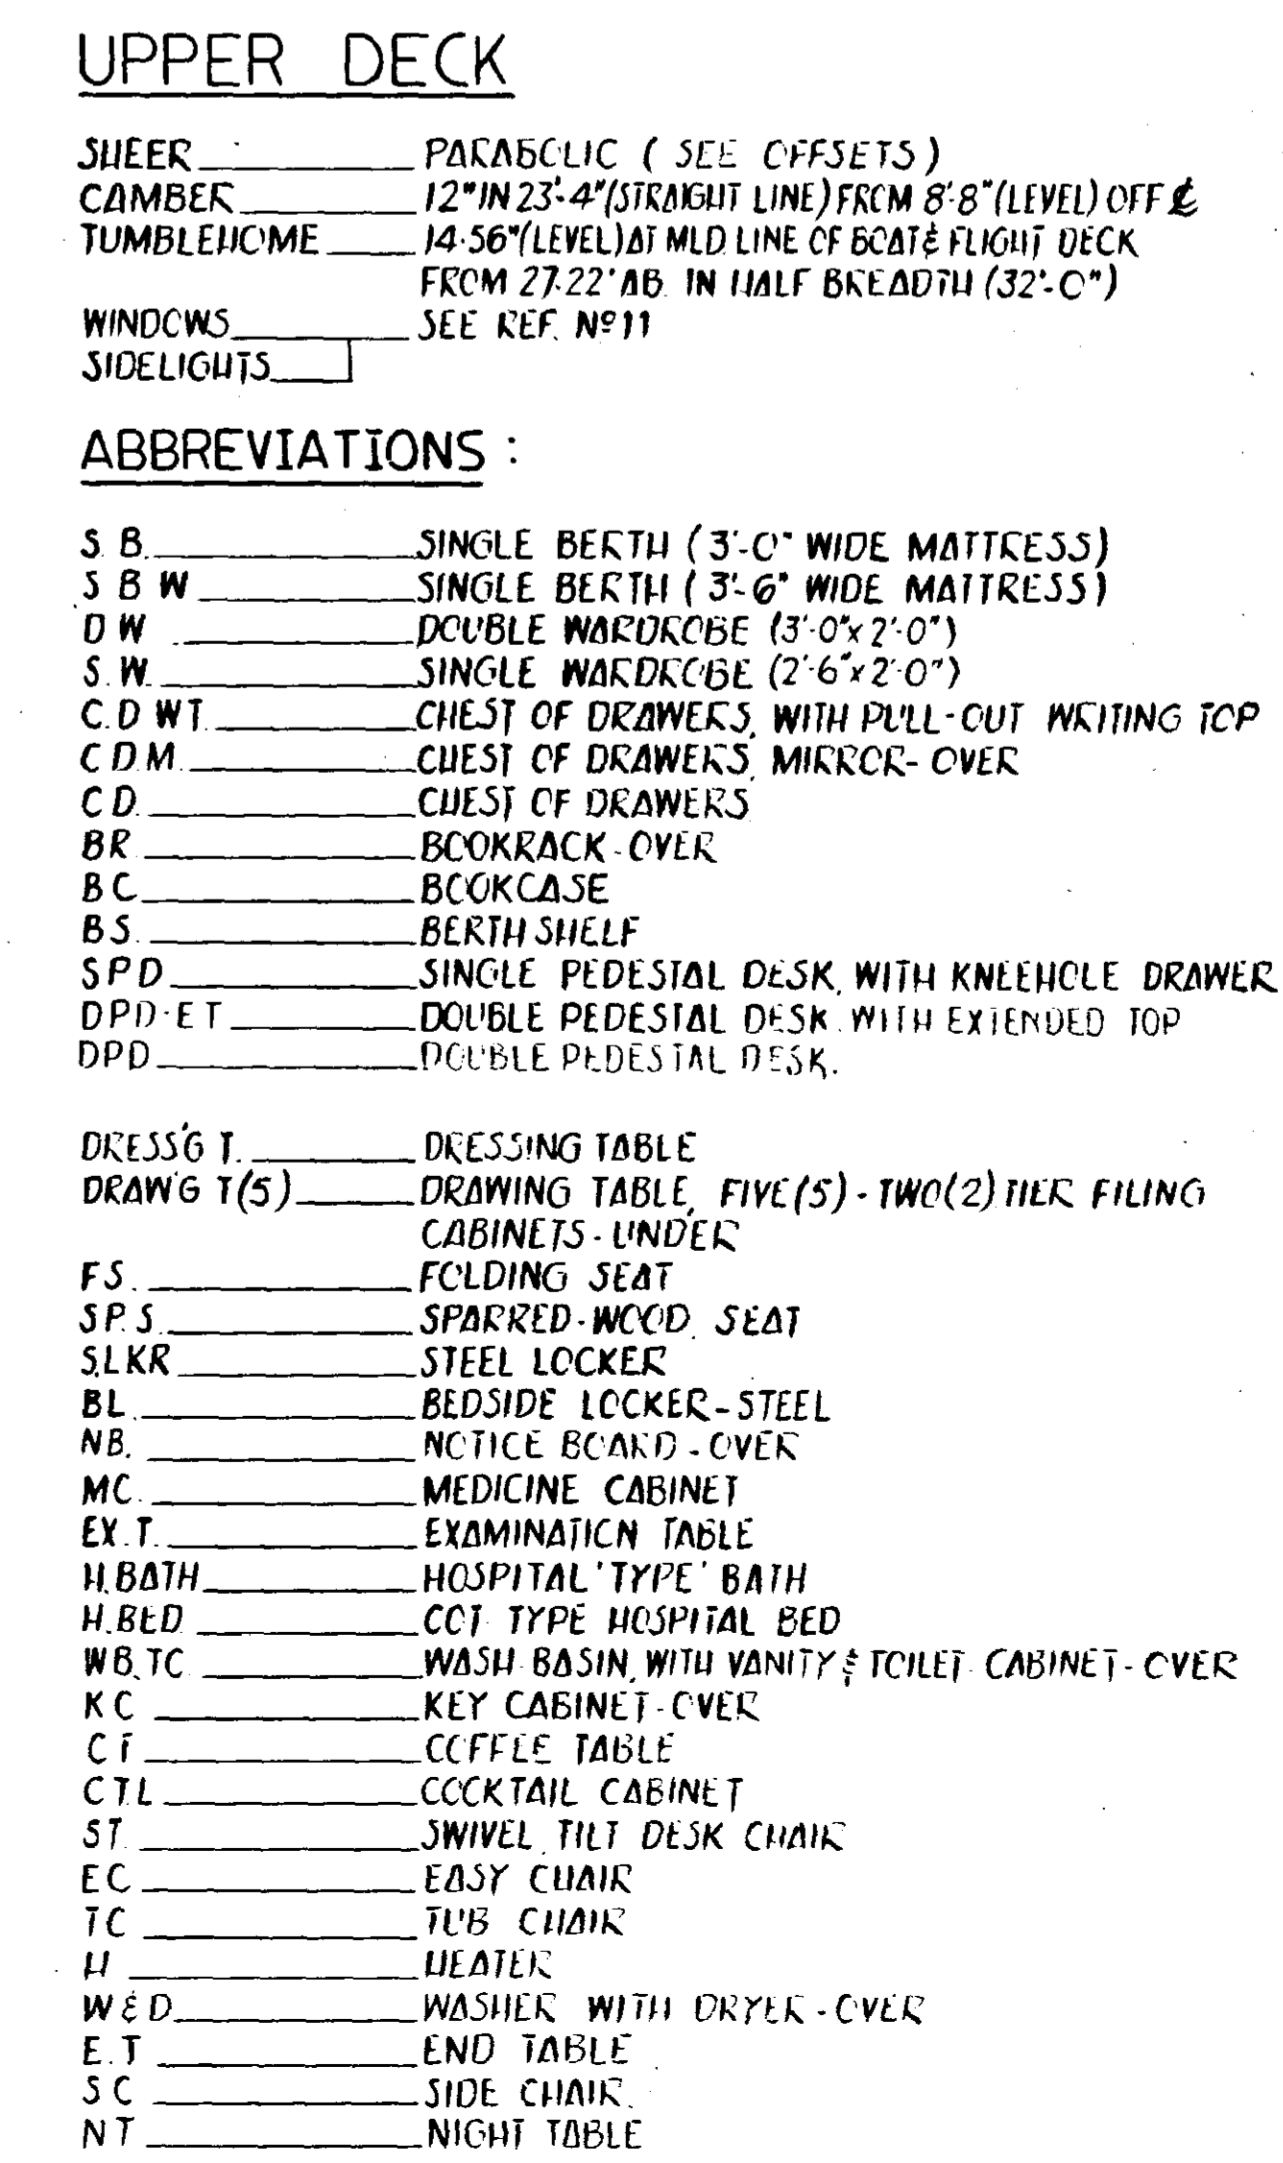 UPPER DECK
SHEER PARABOLIC ( SEE OFFSETS )
CAMBER 12" IN 23'-4" (STRAIGHT LINE) FROM 8'-8" (LEVEL) OFF ℄
TUMBLEHOME 14.56" (LEVEL) AT MLD LINE OF BOAT & FLIGHT DECK
FROM 27.22' AB. IN HALF BREADTH (32'-0")
WINDOWS SEE REF. Nº 11
SIDELIGHTS
ABBREVIATIONS :
S.B. SINGLE BERTH ( 3'-0" WIDE MATTRESS)
S B W SINGLE BERTH ( 3'-6" WIDE MATTRESS)
D W DOUBLE WARDROBE (3'-0" x 2'-0")
S.W. SINGLE WARDROBE (2'-6" x 2'-0")
C.D WT. CHEST OF DRAWERS, WITH PULL-OUT WRITING TOP
C D.M. CHEST OF DRAWERS, MIRROR-OVER
C D. CHEST OF DRAWERS
BR BOOKRACK-OVER
B C BOOKCASE
B S. BERTH SHELF
SPD SINGLE PEDESTAL DESK, WITH KNEEHOLE DRAWER
DPD-E T DOUBLE PEDESTAL DESK. WITH EXTENDED TOP
DPD DOUBLE PEDESTAL DESK.
DRESS'G T. DRESSING TABLE
DRAW'G T(5) DRAWING TABLE, FIVE(5)-TWO(2) TIER FILING
CABINETS-UNDER
F S. FOLDING SEAT
S P. S. SPARRED-WOOD SEAT
S.LKR STEEL LOCKER
BL. BEDSIDE LOCKER-STEEL
N B. NOTICE BOARD-OVER
MC. MEDICINE CABINET
EX.T. EXAMINATION TABLE
H.BATH HOSPITAL 'TYPE' BATH
H.BED COT TYPE HOSPITAL BED
W B.TC WASH BASIN, WITH VANITY & TOILET CABINET-OVER
K C KEY CABINET-OVER
C T COFFEE TABLE
C T.L COCKTAIL CABINET
S T. SWIVEL TILT DESK CHAIR
E C EASY CHAIR
T C TUB CHAIR
H HEATER
W & D WASHER WITH DRYER-OVER
E.T END TABLE
S C SIDE CHAIR.
N T NIGHT TABLE